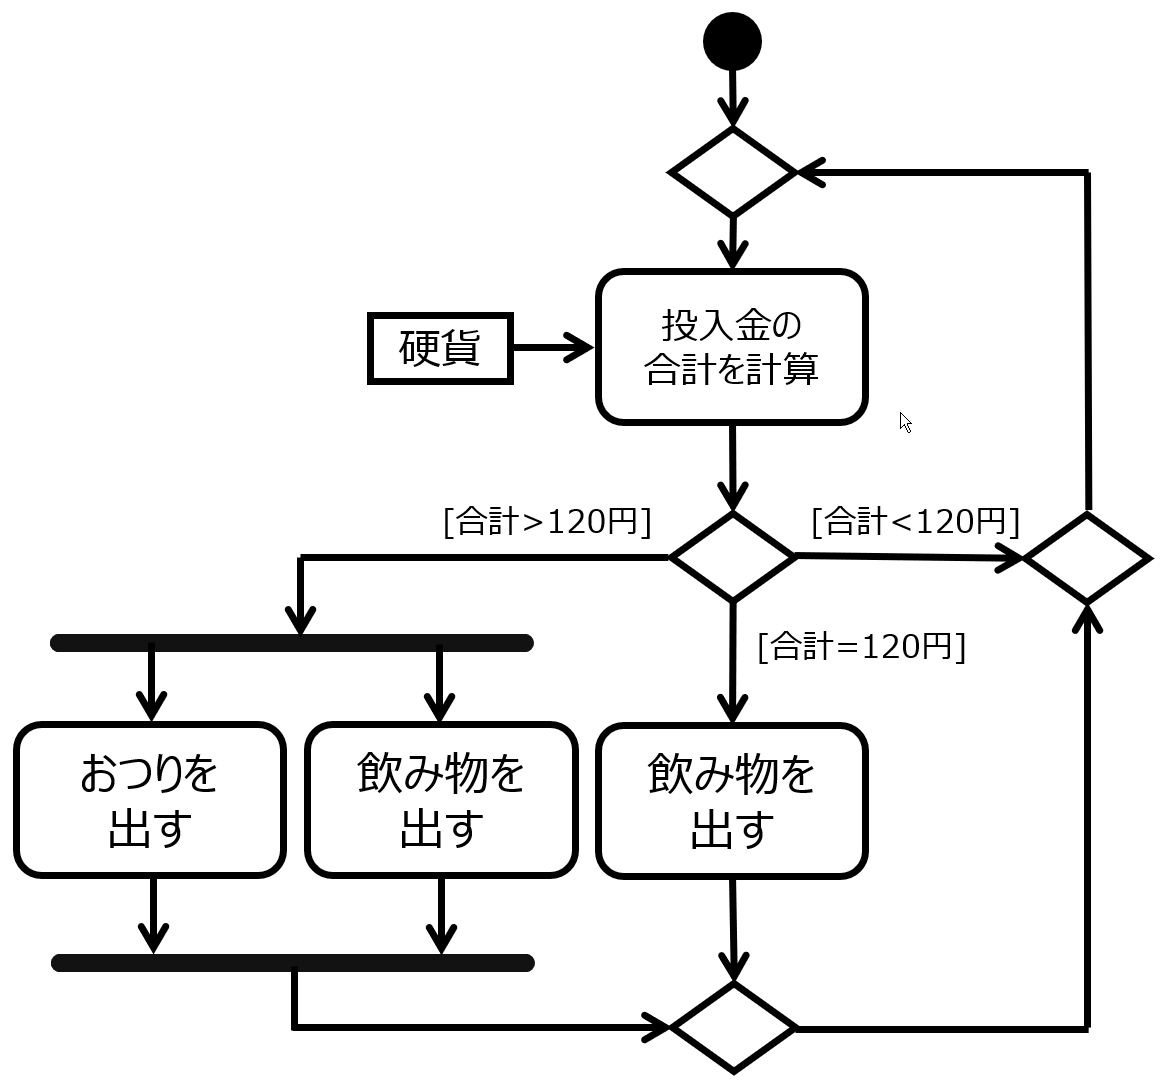 投入金の
合計を計算
硬貨
[合計>120円]
[合計<120円]
[合計=120円]
おつりを
出す
飲み物を
出す
飲み物を
出す